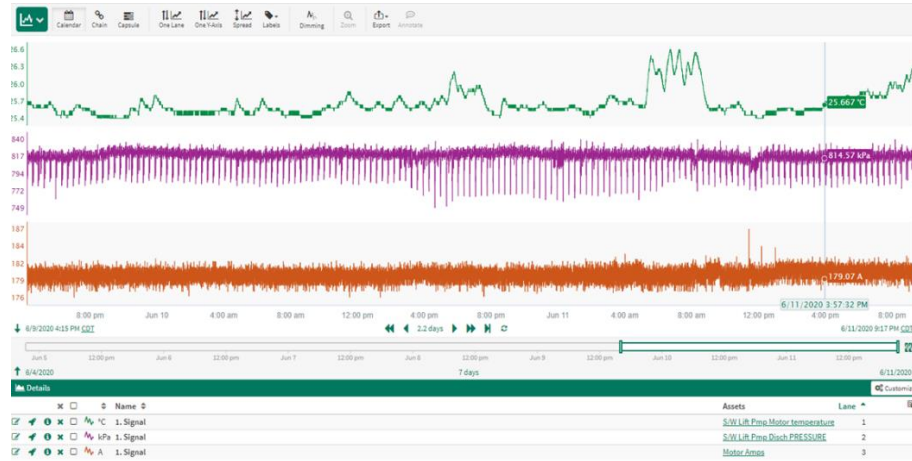 Calendar Chain Capsule One Lane One Y-Axis Spread Labels Dimming Zoom Export Annotate
26.6
26.3
26.0
25.7
25.4
25.667 °C
840
817
794
772
749
814.57 kPa
187
184
182
179
176
179.07 A
6/11/2020 3:57:32 PM
8:00 pm Jun 10 4:00 am 8:00 am 12:00 pm 4:00 pm 8:00 pm Jun 11 4:00 am 8:00 am 12:00 pm 4:00 pm 8:00 pm
6/9/2020 4:15 PM CDT 2.2 days 6/11/2020 9:17 PM CDT
Jun 5 12:00 pm Jun 6 12:00 pm Jun 7 12:00 pm Jun 8 12:00 pm Jun 9 12:00 pm Jun 10 12:00 pm Jun 11 12:00 pm
6/4/2020 7 days 6/11/2020
Details Customiz
Name Assets Lane
°C 1. Signal S/W Lift Pmp Motor temperature 1
kPa 1. Signal S/W Lift Pmp Disch PRESSURE 2
A 1. Signal Motor Amps 3